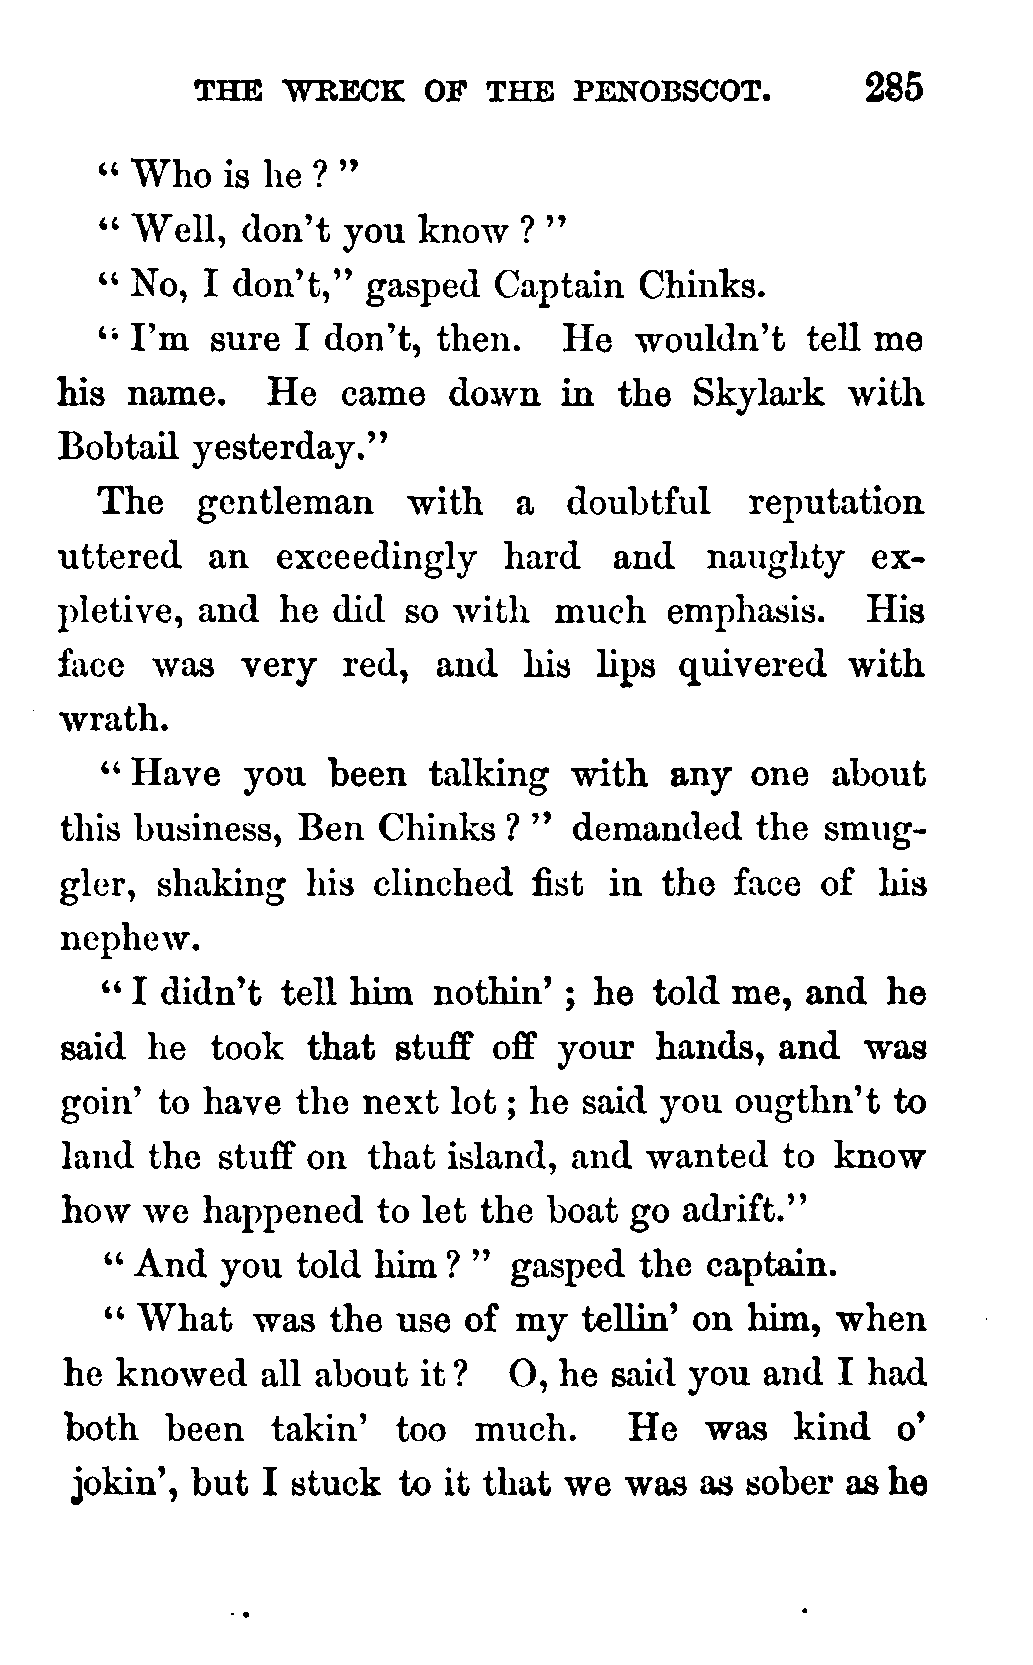 THE WRECK OF THE PENOBSCOT. 285
" Who is he ? "
" Well, don't you know ? "
" No, I don't," gasped Captain Chinks.
" I'm sure I don't, then. He wouldn't tell me
his name. He came down in the Skylark with
Bobtail yesterday."
The gentleman with a doubtful reputation
uttered an exceedingly hard and naughty ex-
pletive, and he did so with much emphasis. His
face was very red, and his lips quivered with
wrath.
" Have you been talking with any one about
this business, Ben Chinks ? " demanded the smug-
gler, shaking his clinched fist in the face of his
nephew.
" I didn't tell him nothin' ; he told me, and he
said he took that stuff off your hands, and was
goin' to have the next lot ; he said you ougthn't to
land the stuff on that island, and wanted to know
how we happened to let the boat go adrift."
" And you told him ? " gasped the captain.
" What was the use of my tellin' on him, when
he knowed all about it ? O, he said you and I had
both been takin' too much. He was kind o'
jokin', but I stuck to it that we was as sober as he